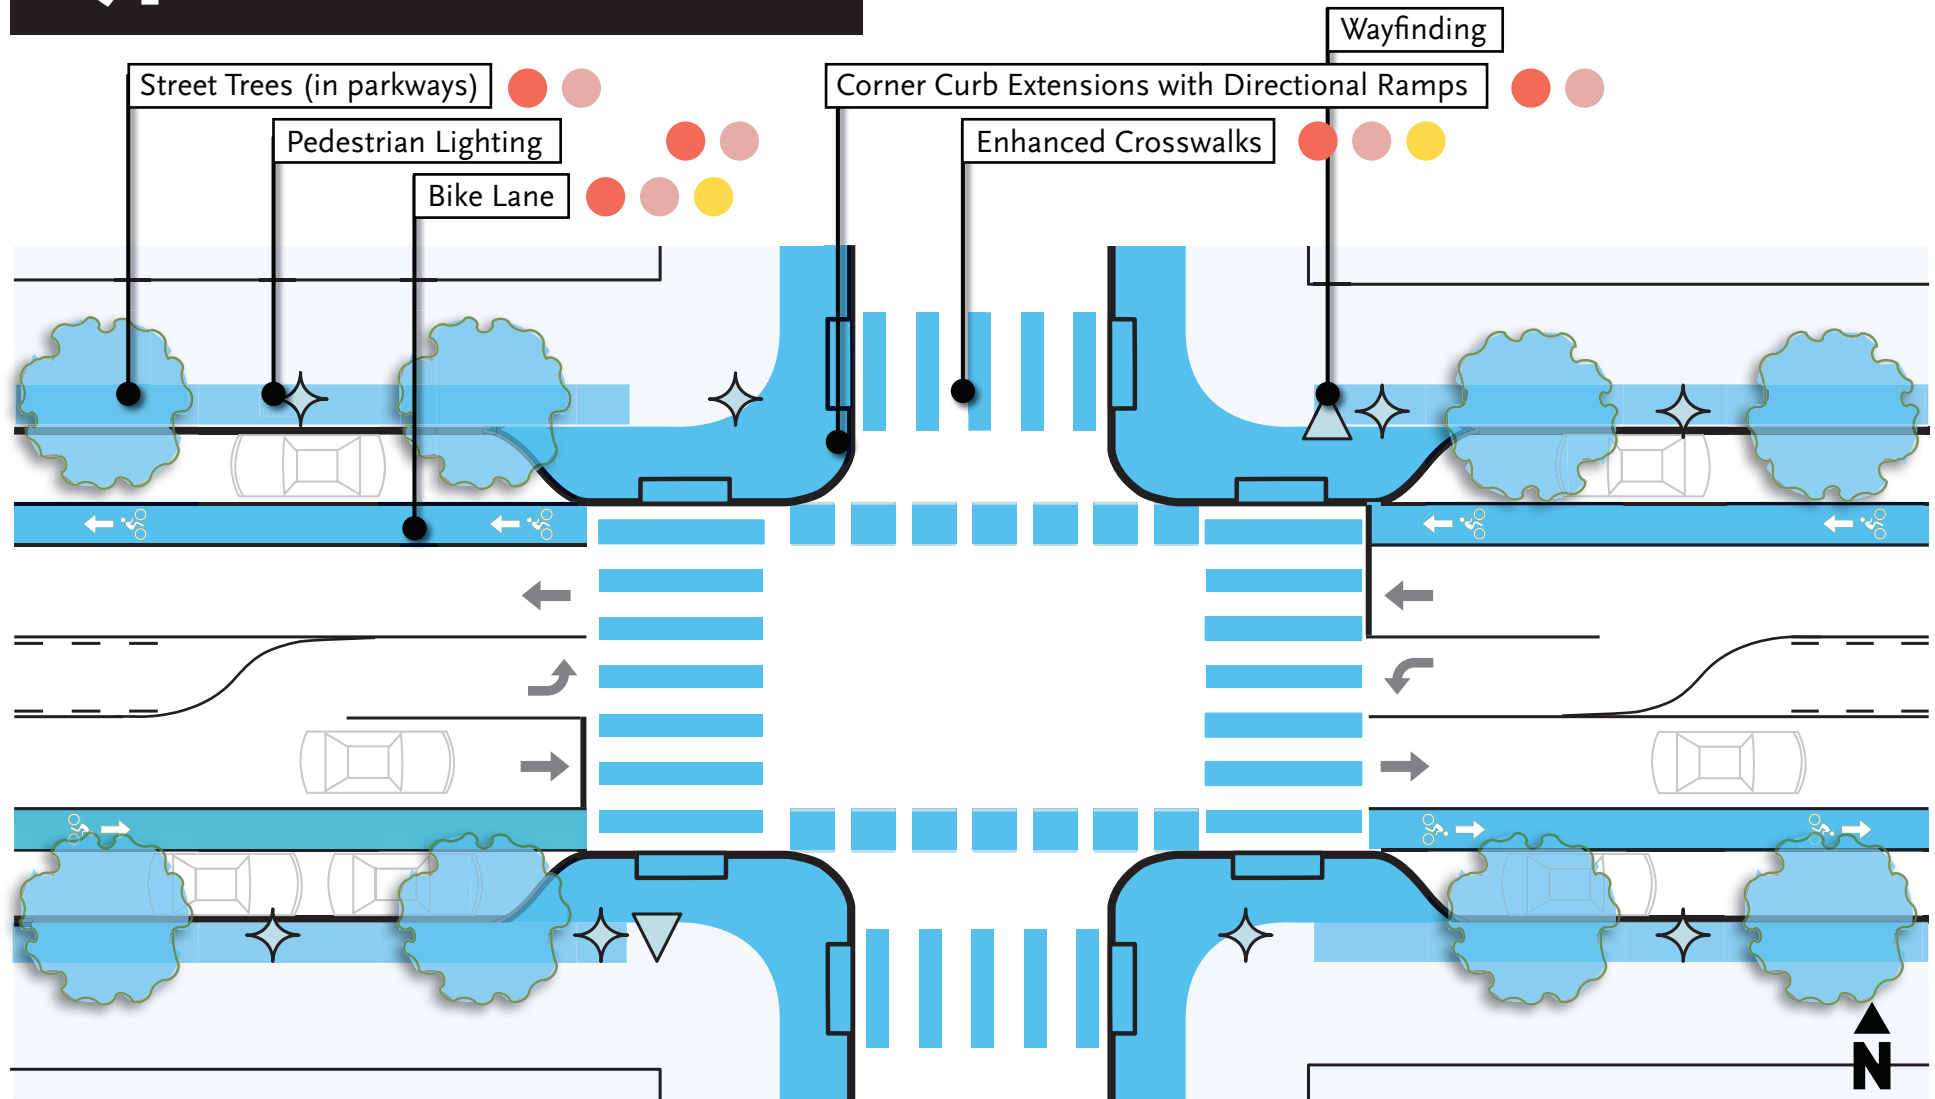 Wayfinding
Street Trees (in parkways)
Corner Curb Extensions with Directional Ramps
Pedestrian Lighting
Enhanced Crosswalks
Bike Lane
N